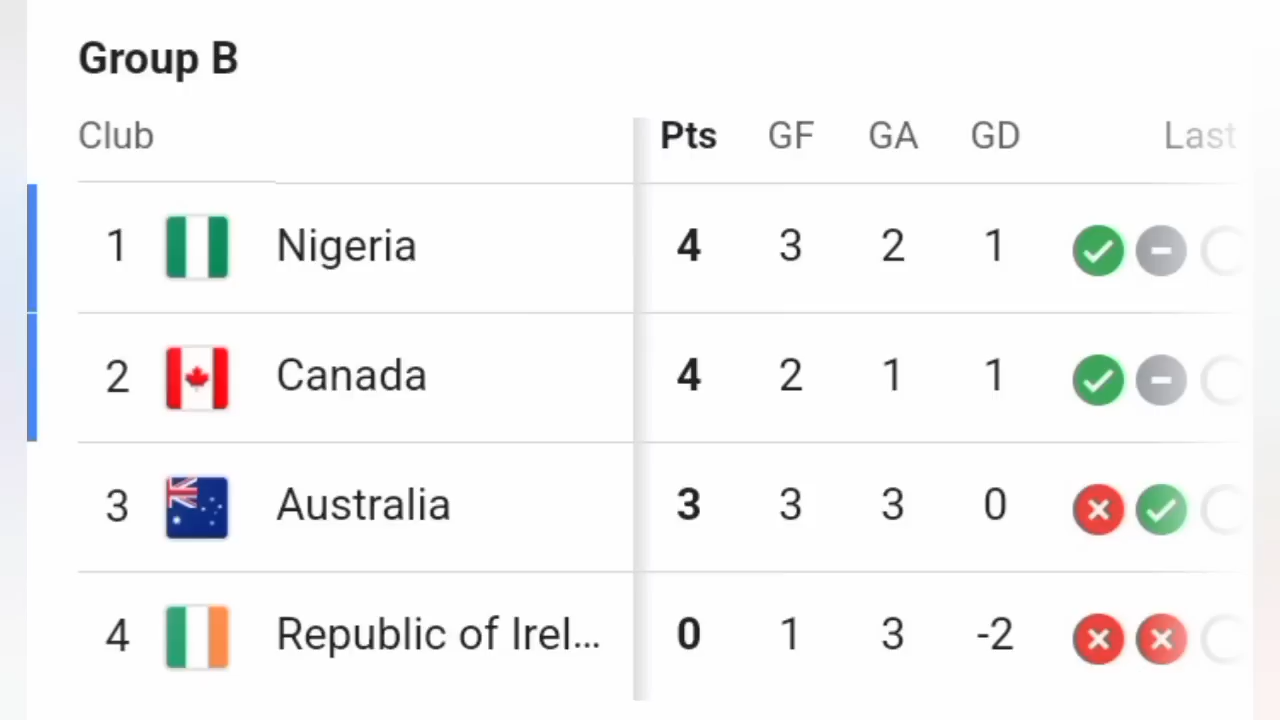 Group B
Club Pts GF GA GD Last
1 Nigeria 4 3 2 1
2 Canada 4 2 1 1
3 Australia 3 3 3 0
4 Republic of Irel... 0 1 3 -2